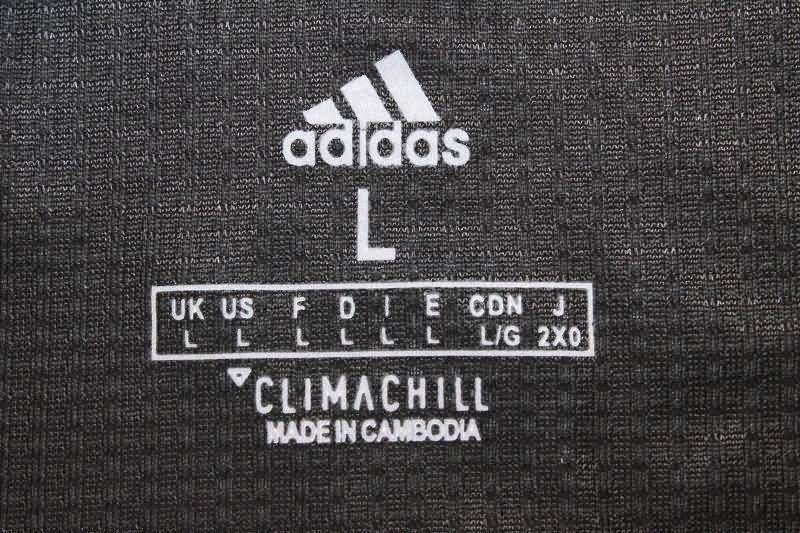 adidas
L
UK US F D I E CDN J
L L L L L L L/G 2XO
CLIMACHILL
MADE IN CAMBODIA